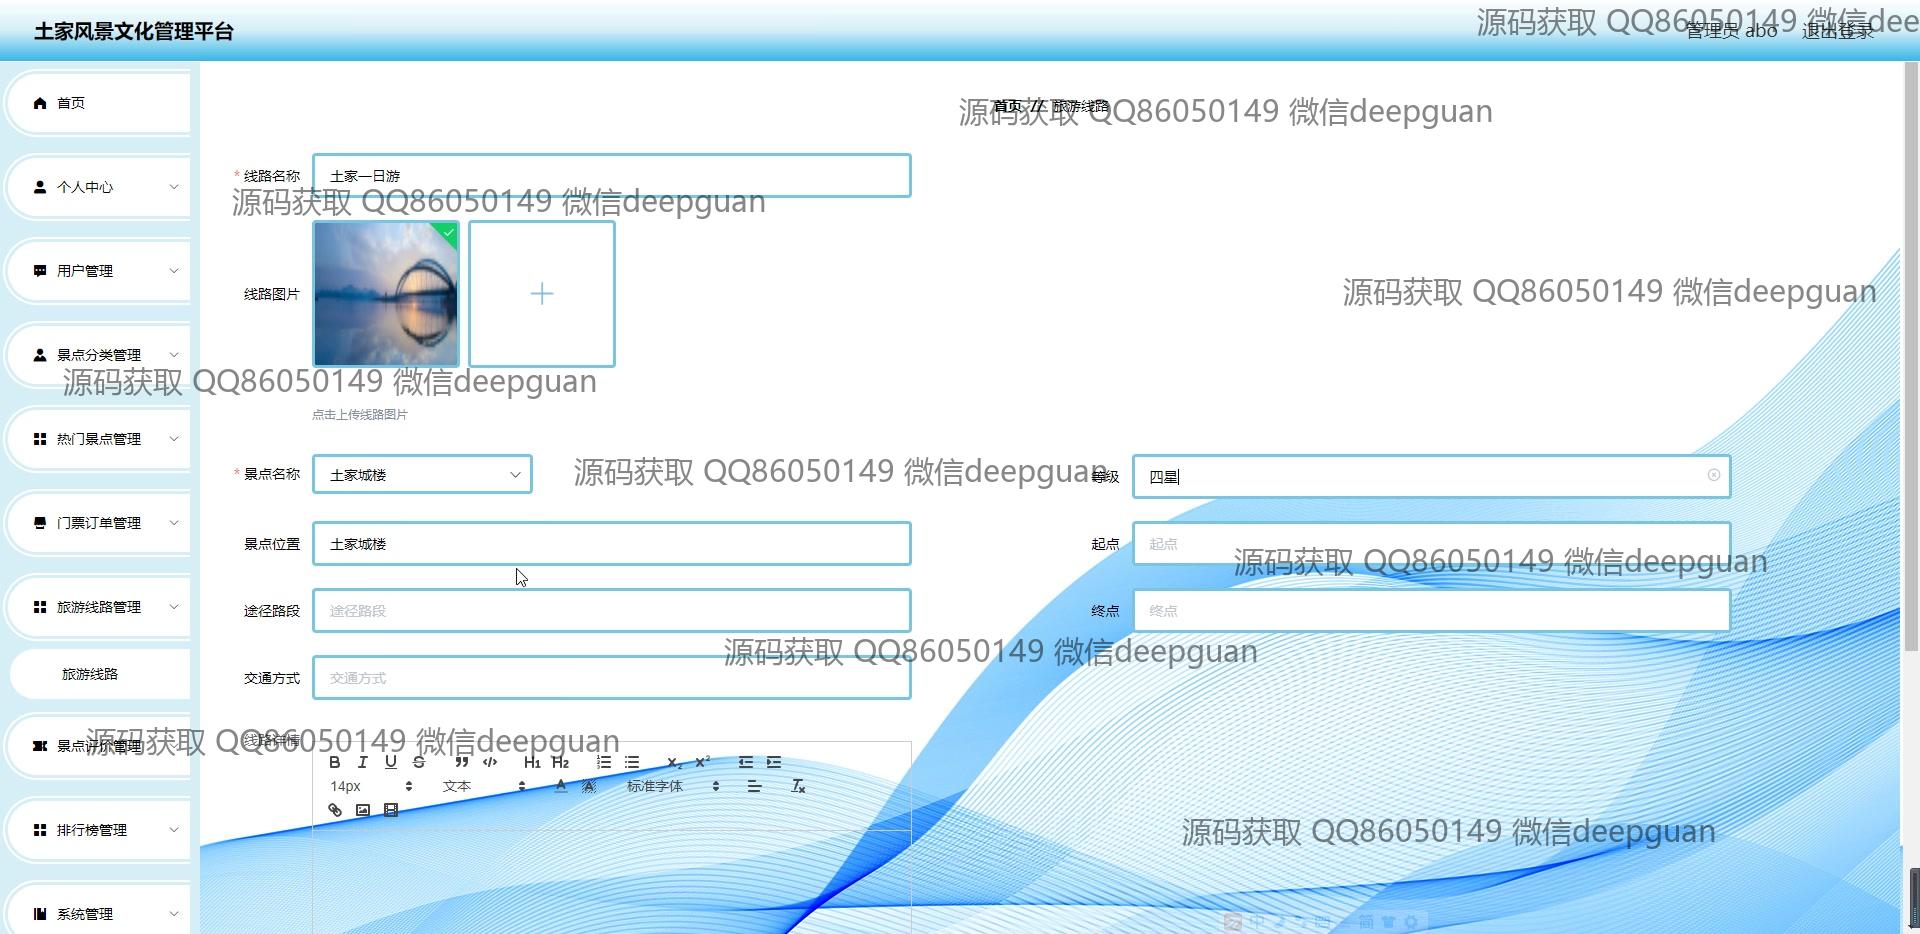 土家风景文化管理平台
管理员 abo 退出登录
源码获取 QQ86050149 微信deep
首页
首页 // 旅游线路
源码获取 QQ86050149 微信deepguan
线路名称 土家一日游
个人中心
源码获取 QQ86050149 微信deepguan
用户管理
线路图片
源码获取 QQ86050149 微信deepguan
景点分类管理
源码获取 QQ86050149 微信deepguan
点击上传线路图片
热门景点管理
* 景点名称 土家城楼
源码获取 QQ86050149 微信deepguan
等级 四星
门票订单管理
景点位置 土家城楼
起点 起点
源码获取 QQ86050149 微信deepguan
旅游线路管理
途径路段 途径路段
终点 终点
源码获取 QQ86050149 微信deepguan
旅游线路
交通方式 交通方式
线路详情
景点评价管理
源码获取 QQ86050149 微信deepguan
B I U S H1 H2 X2 X2
14px 文本 A A 标准字体
排行榜管理
源码获取 QQ86050149 微信deepguan
系统管理
中 简